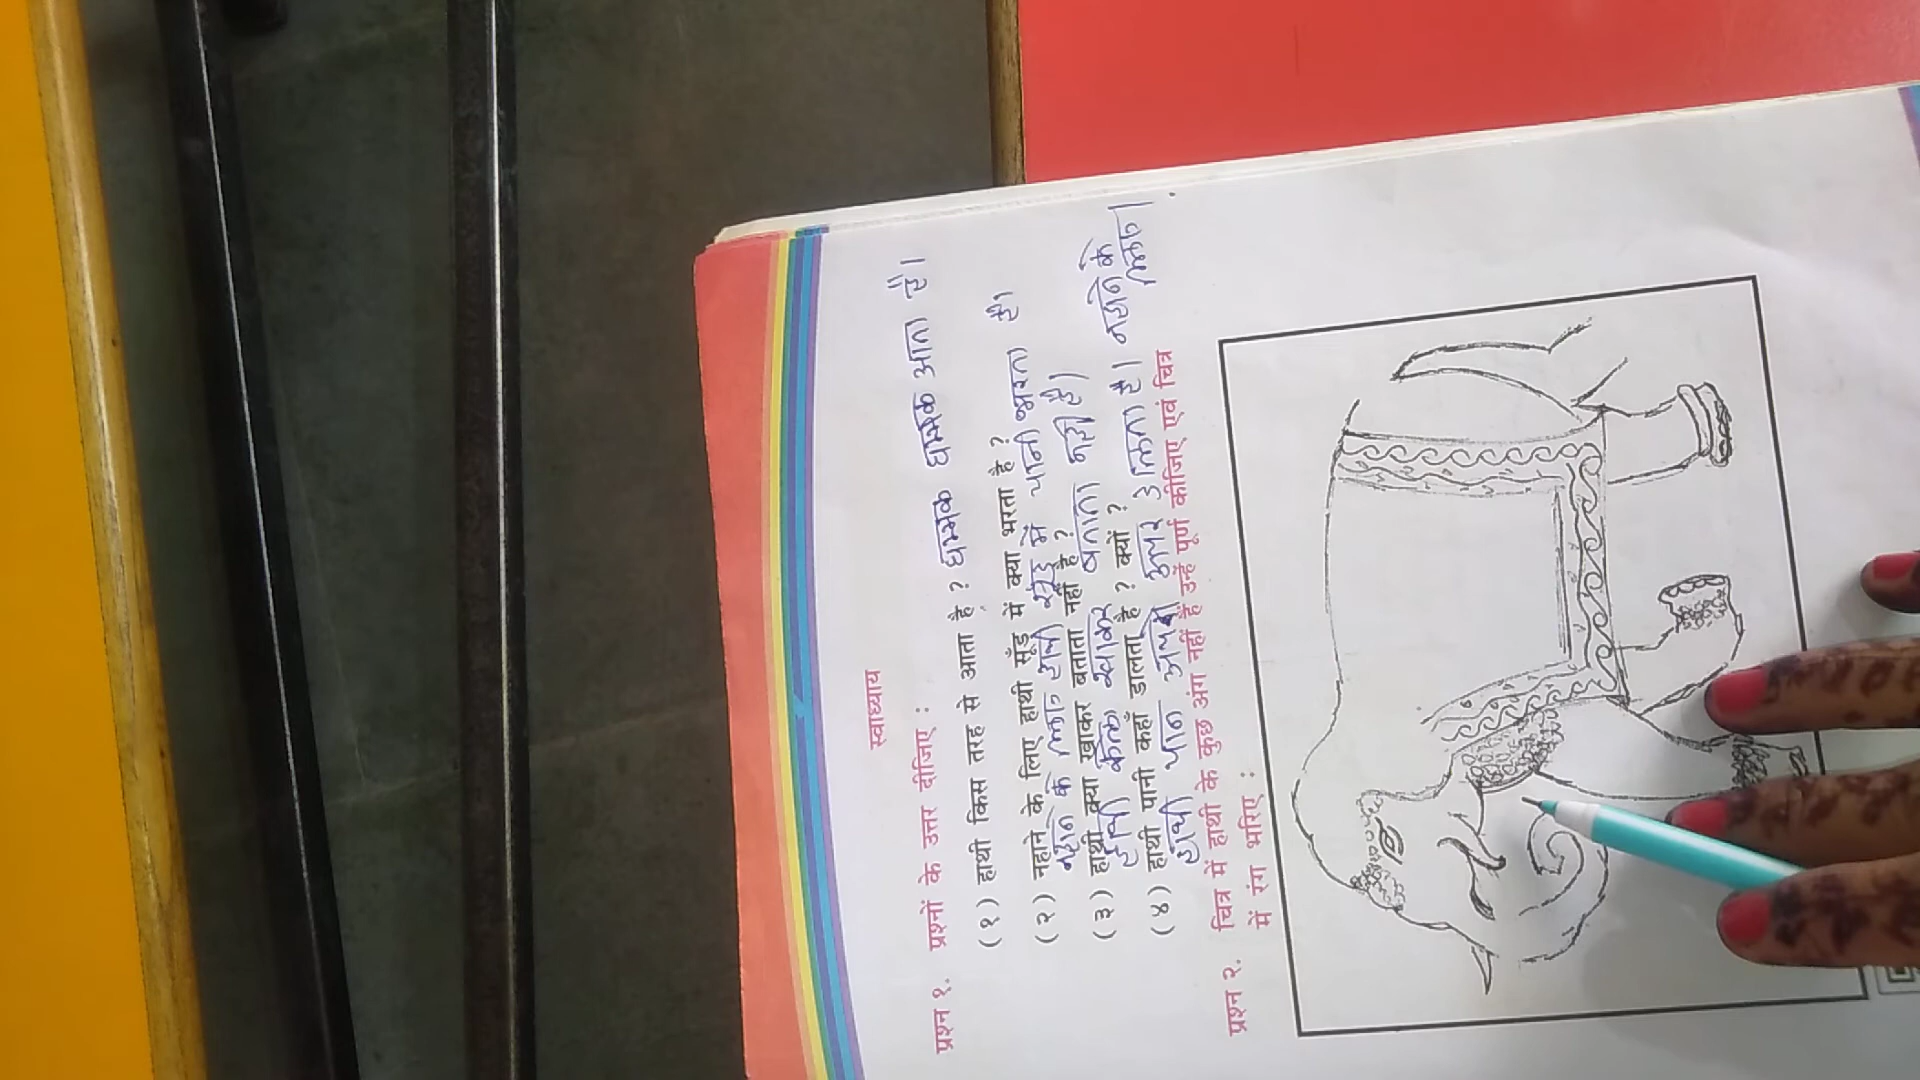 स्वाध्याय
प्रश्न १. प्रश्नों के उत्तर दीजिए :
(१) हाथी किस तरह से आता है ? धम्मक धम्मक आता है।
(२) नहाने के लिए हाथी सूँड में क्या भरता है ?
नहाने के लिए हाथी सूँड में पानी भरता है।
(३) हाथी क्या खाकर बताता नहीं है ?
हाथी केला खाकर बताता नही है।
(४) हाथी पानी कहाँ डालता है ? क्यों ?
हाथी पानी अपने ऊपर डालता है। नहाने के लिए।
प्रश्न २. चित्र में हाथी के कुछ अंग नहीं हैं उन्हें पूर्ण कीजिए एवं चित्र
में रंग भरिए :